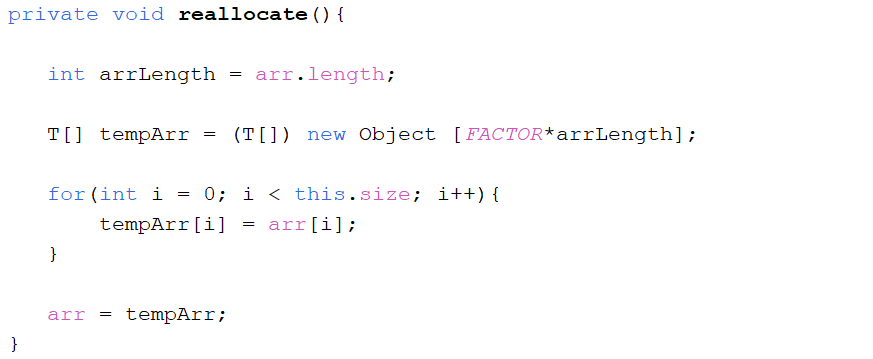 private void reallocate(){
int arrLength = arr.length;
T[] tempArr = (T[]) new Object [FACTOR*arrLength];
for(int i = 0; i < this.size; i++){
tempArr[i] = arr[i];
}
arr = tempArr;
}